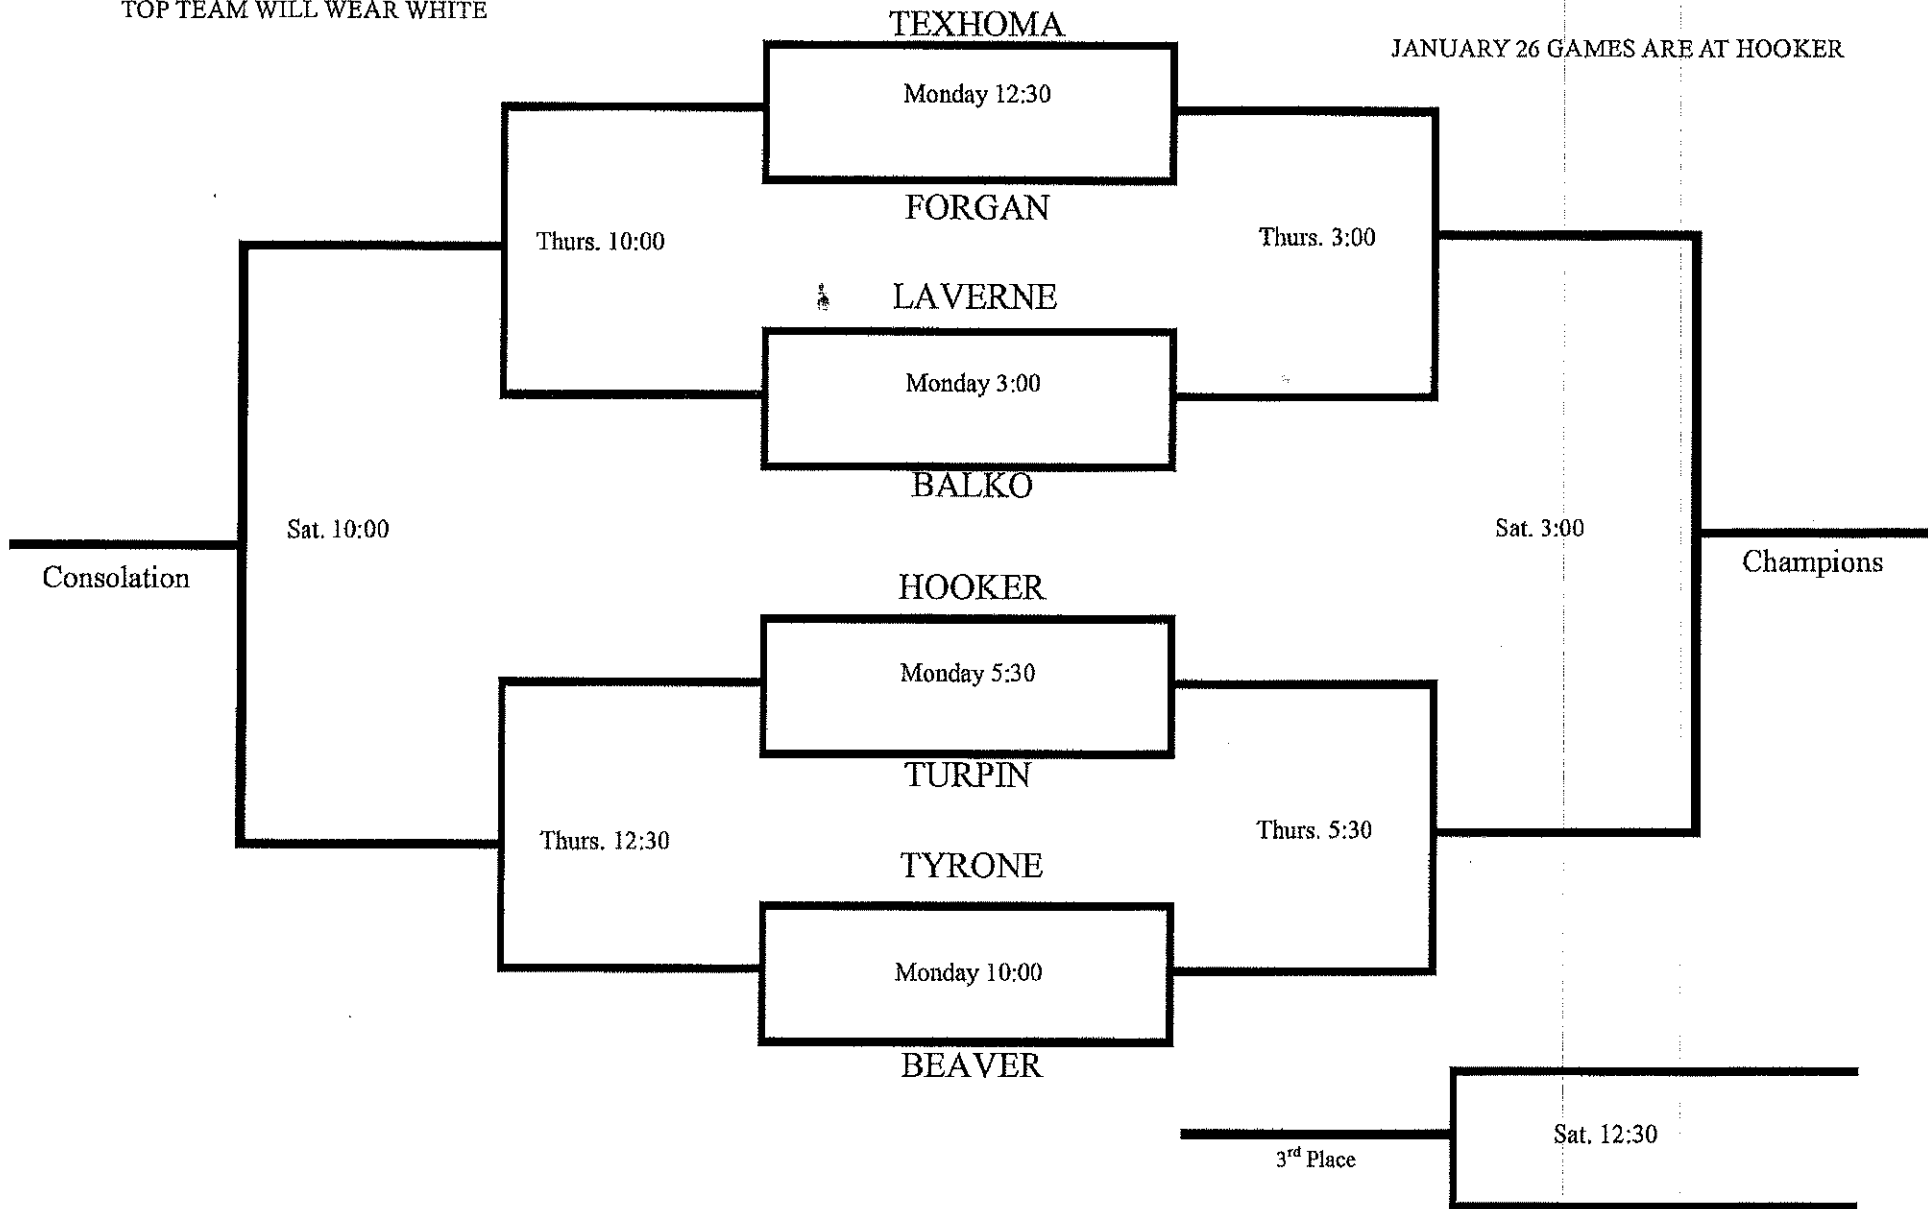 TOP TEAM WILL WEAR WHITE
TEXHOMA
JANUARY 26 GAMES ARE AT HOOKER
Monday 12:30
FORGAN
Thurs. 10:00
Thurs. 3:00
LAVERNE
Monday 3:00
BALKO
Sat. 10:00
Sat. 3:00
Consolation
Champions
HOOKER
Monday 5:30
TURPIN
Thurs. 12:30
Thurs. 5:30
TYRONE
Monday 10:00
BEAVER
Sat. 12:30
3rd Place